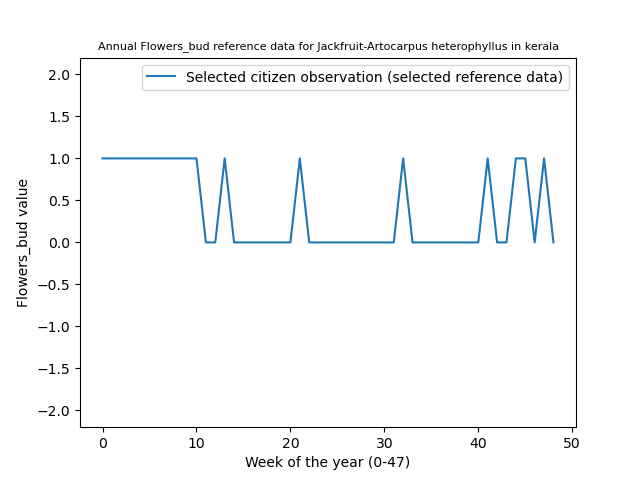 Annual Flowers_bud reference data for Jackfruit-Artocarpus heterophyllus in kerala
Selected citizen observation (selected reference data)
2.0
1.5
1.0
0.5
0.0
−0.5
−1.0
−1.5
−2.0
Flowers_bud value
0 10 20 30 40 50
Week of the year (0-47)